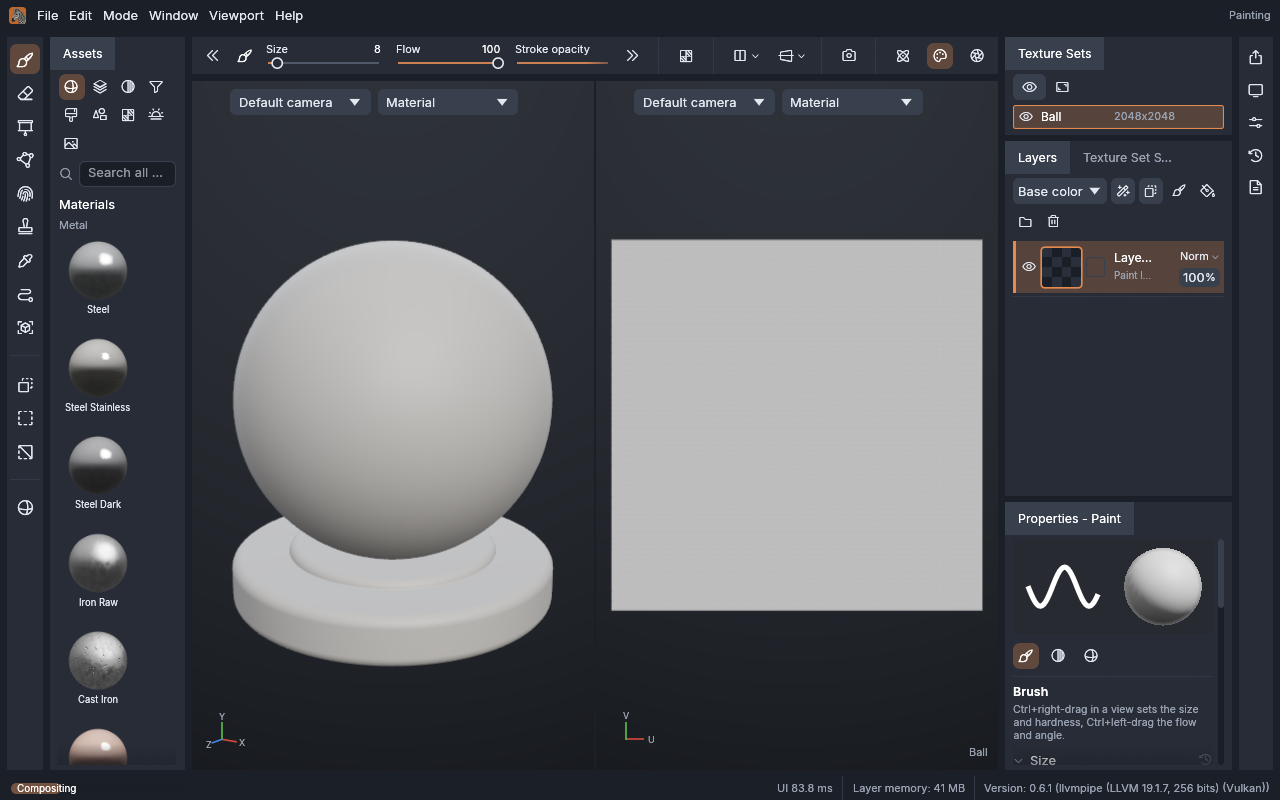 File Edit Mode Window Viewport Help
Painting
Assets
Search all ...
Materials
Metal
Steel
Steel Stainless
Steel Dark
Iron Raw
Cast Iron
Size 8 Flow 100 Stroke opacity
Default camera Material
Default camera Material
Y
Z X
V
U
Ball
Texture Sets
Ball 2048x2048
Layers Texture Set S...
Base color
Laye... Norm
Paint l... 100%
Properties - Paint
Brush
Ctrl+right-drag in a view sets the size
and hardness, Ctrl+left-drag the flow
and angle.
Size
Compositing
UI 83.8 ms Layer memory: 41 MB Version: 0.6.1 (llvmpipe (LLVM 19.1.7, 256 bits) (Vulkan))